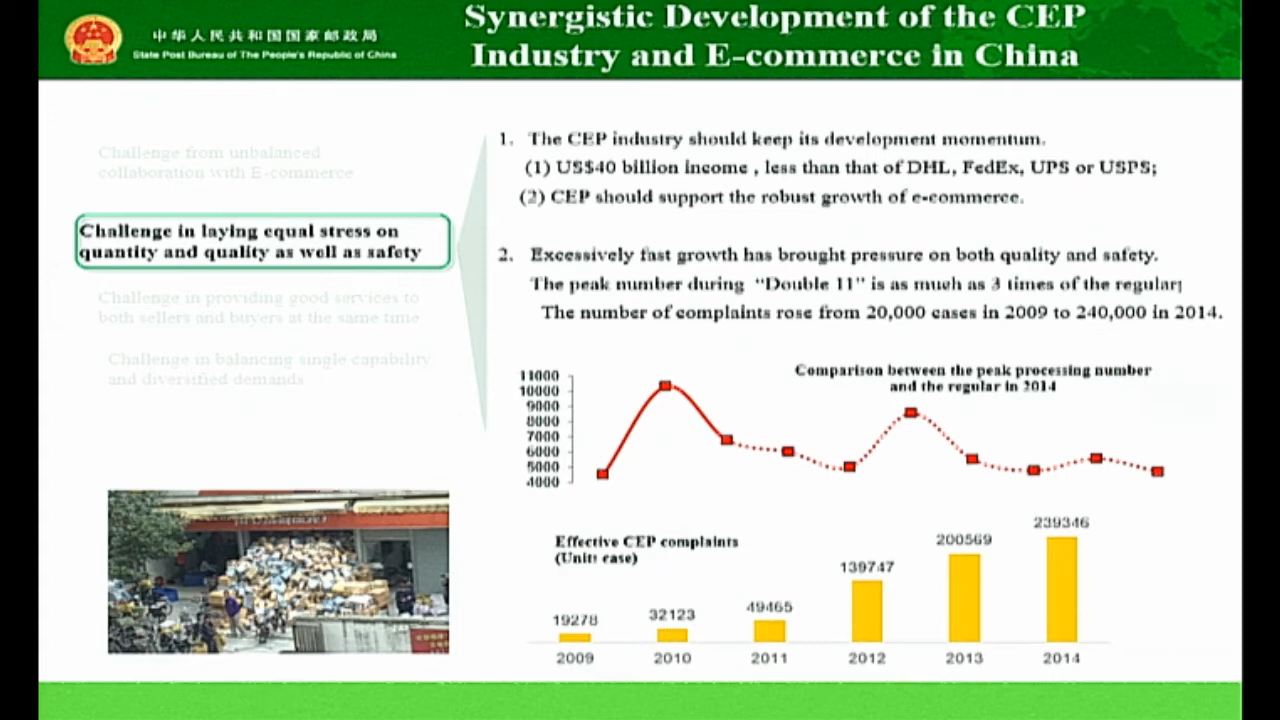 中华人民共和国国家邮政局
State Post Bureau of The People's Republic of China
Synergistic Development of the CEP
Industry and E-commerce in China
Challenge from unbalanced
collaboration with E-commerce
Challenge in laying equal stress on
quantity and quality as well as safety
Challenge in providing good services to
both sellers and buyers at the same time
Challenge in balancing single capability
and diversified demands
1. The CEP industry should keep its development momentum.
(1) US$40 billion income , less than that of DHL, FedEx, UPS or USPS;
(2) CEP should support the robust growth of e-commerce.
2. Excessively fast growth has brought pressure on both quality and safety.
The peak number during “Double 11” is as much as 3 times of the regular
The number of complaints rose from 20,000 cases in 2009 to 240,000 in 2014.
Comparison between the peak processing number
and the regular in 2014
11000
10000
9000
8000
7000
6000
5000
4000
Effective CEP complaints
(Unit: case)
19278
32123
49465
139747
200569
239346
2009
2010
2011
2012
2013
2014